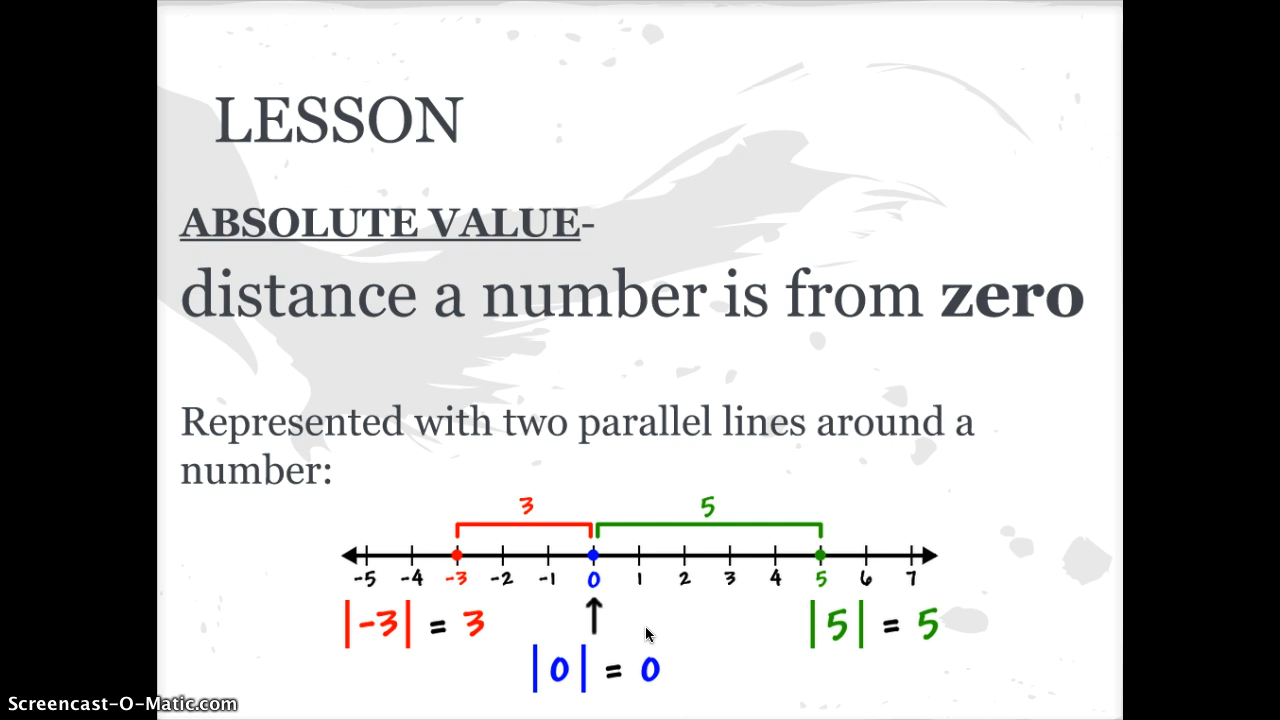 LESSON
ABSOLUTE VALUE-
distance a number is from zero
Represented with two parallel lines around a
number:
3 5
-5 -4 -3 -2 -1 0 1 2 3 4 5 6 7
|-3| = 3 |5| = 5
|0| = 0
Screencast-O-Matic.com